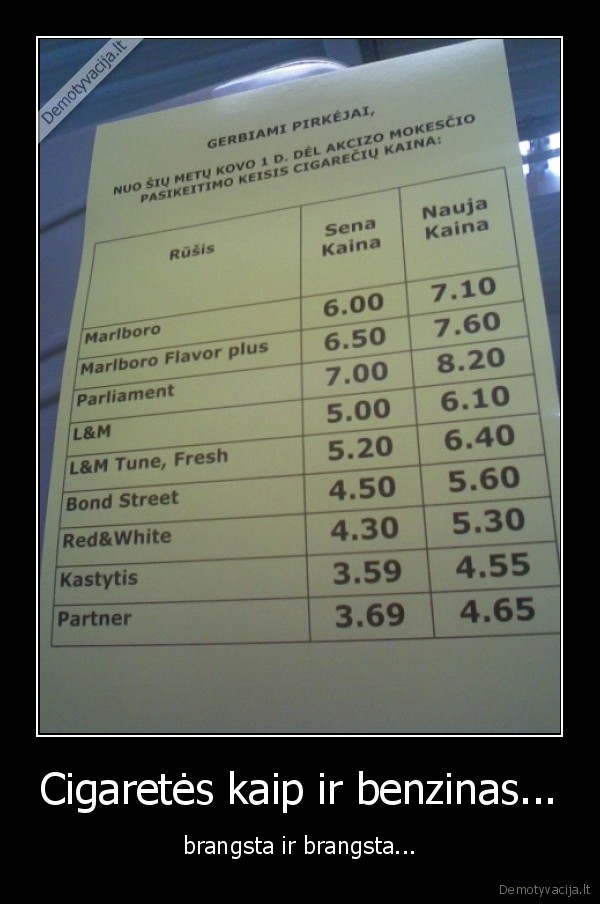 Demotyvacija.lt
GERBIAMI PIRKĖJAI,
NUO ŠIŲ METŲ KOVO 1 D. DĖL AKCIZO MOKESČIO
PASIKEITIMO KEISIS CIGAREČIŲ KAINA:
Rūšis Sena Kaina Nauja Kaina
Marlboro 6.00 7.10
Marlboro Flavor plus 6.50 7.60
Parliament 7.00 8.20
L&M 5.00 6.10
L&M Tune, Fresh 5.20 6.40
Bond Street 4.50 5.60
Red&White 4.30 5.30
Kastytis 3.59 4.55
Partner 3.69 4.65
Cigaretės kaip ir benzinas...
brangsta ir brangsta...
Demotyvacija.lt